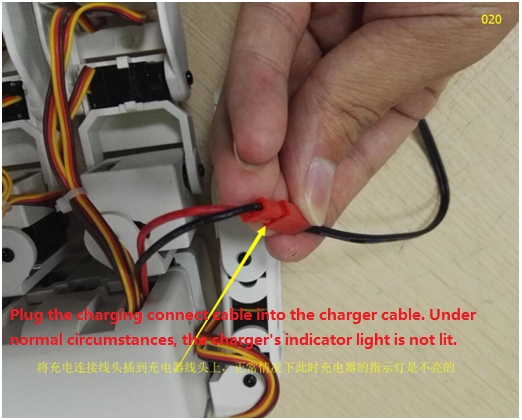 020
Plug the charging connect cable into the charger cable. Under
normal circumstances, the charger's indicator light is not lit.
将充电连接线头插到充电器线头上，正常情况下此时充电器的指示灯是不亮的